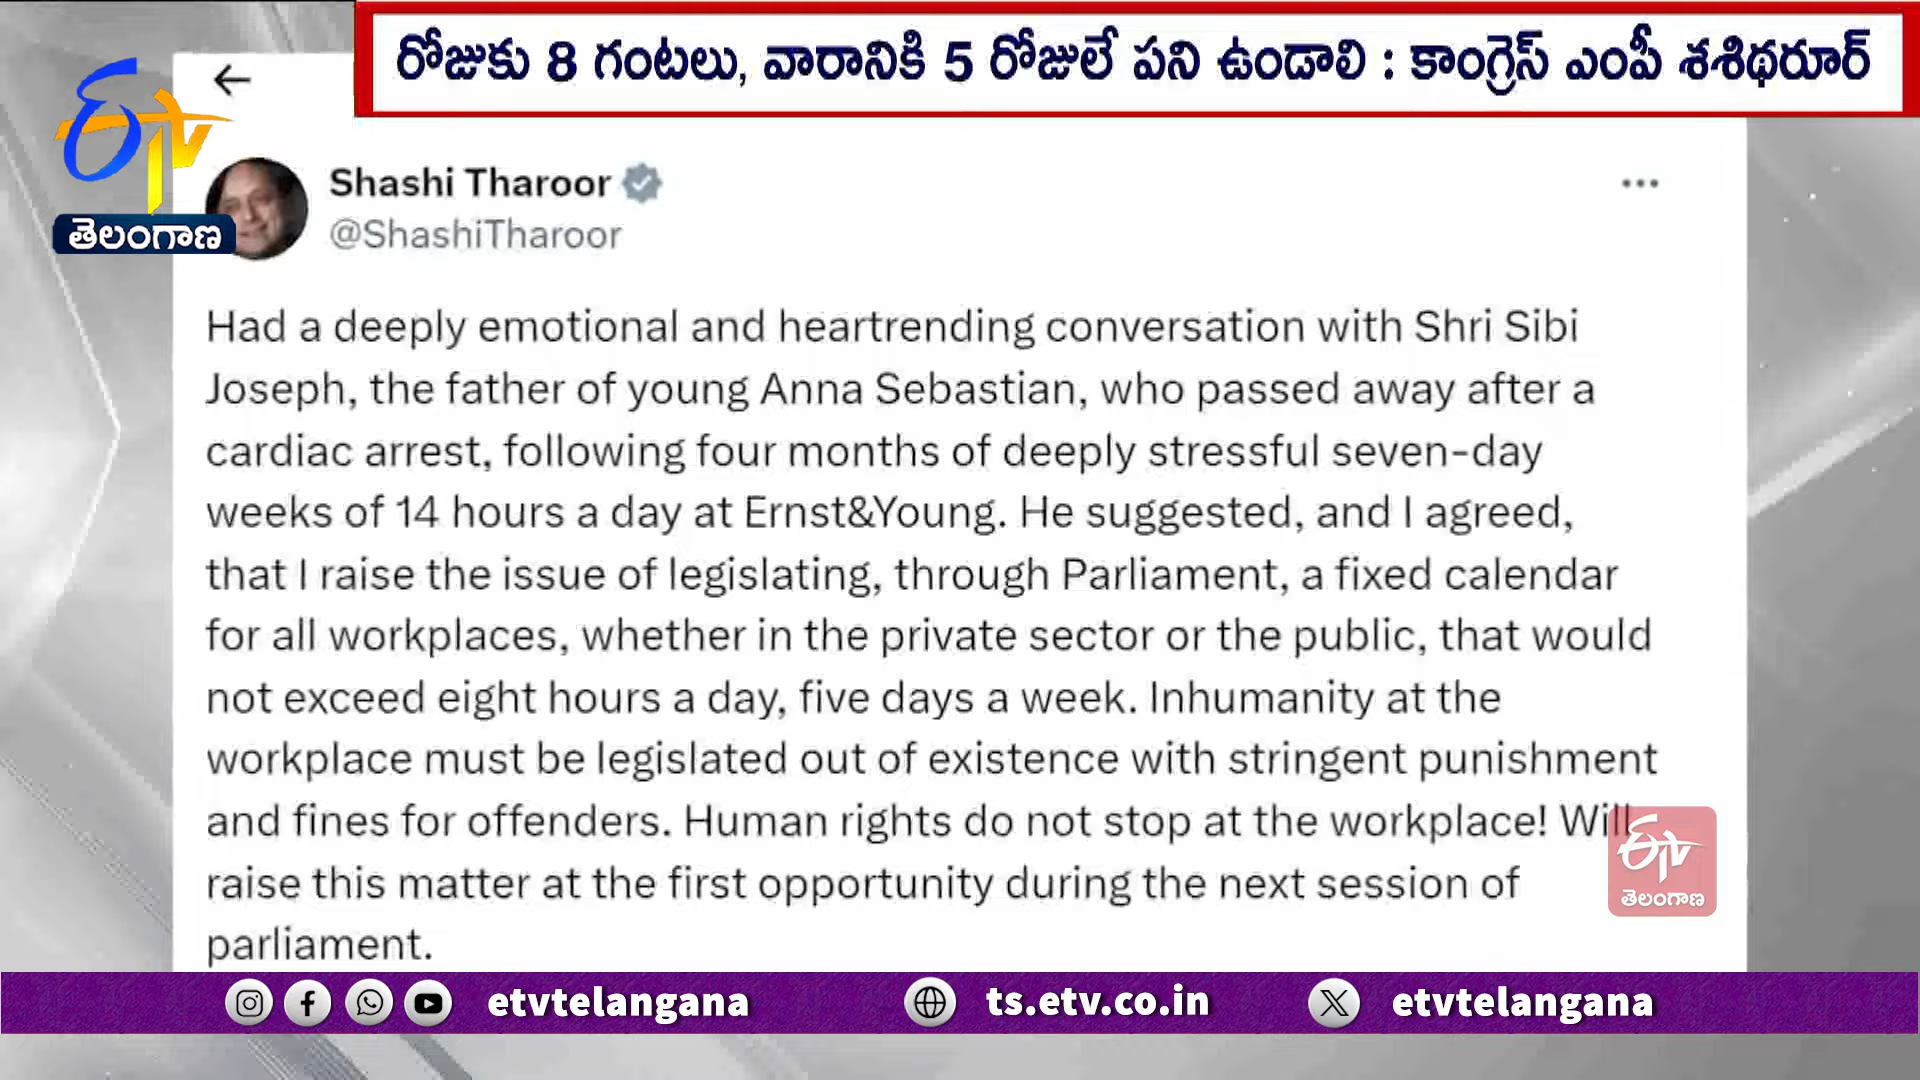 రోజుకు 8 గంటలు, వారానికి 5 రోజులే పని ఉండాలి : కాంగ్రెస్ ఎంపీ శశిథరూర్
ETV
తెలంగాణ
Shashi Tharoor
@ShashiTharoor
Had a deeply emotional and heartrending conversation with Shri Sibi
Joseph, the father of young Anna Sebastian, who passed away after a
cardiac arrest, following four months of deeply stressful seven-day
weeks of 14 hours a day at Ernst&Young. He suggested, and I agreed,
that I raise the issue of legislating, through Parliament, a fixed calendar
for all workplaces, whether in the private sector or the public, that would
not exceed eight hours a day, five days a week. Inhumanity at the
workplace must be legislated out of existence with stringent punishment
and fines for offenders. Human rights do not stop at the workplace! Will
raise this matter at the first opportunity during the next session of
parliament.
ETV
తెలంగాణ
etvtelangana
ts.etv.co.in
etvtelangana